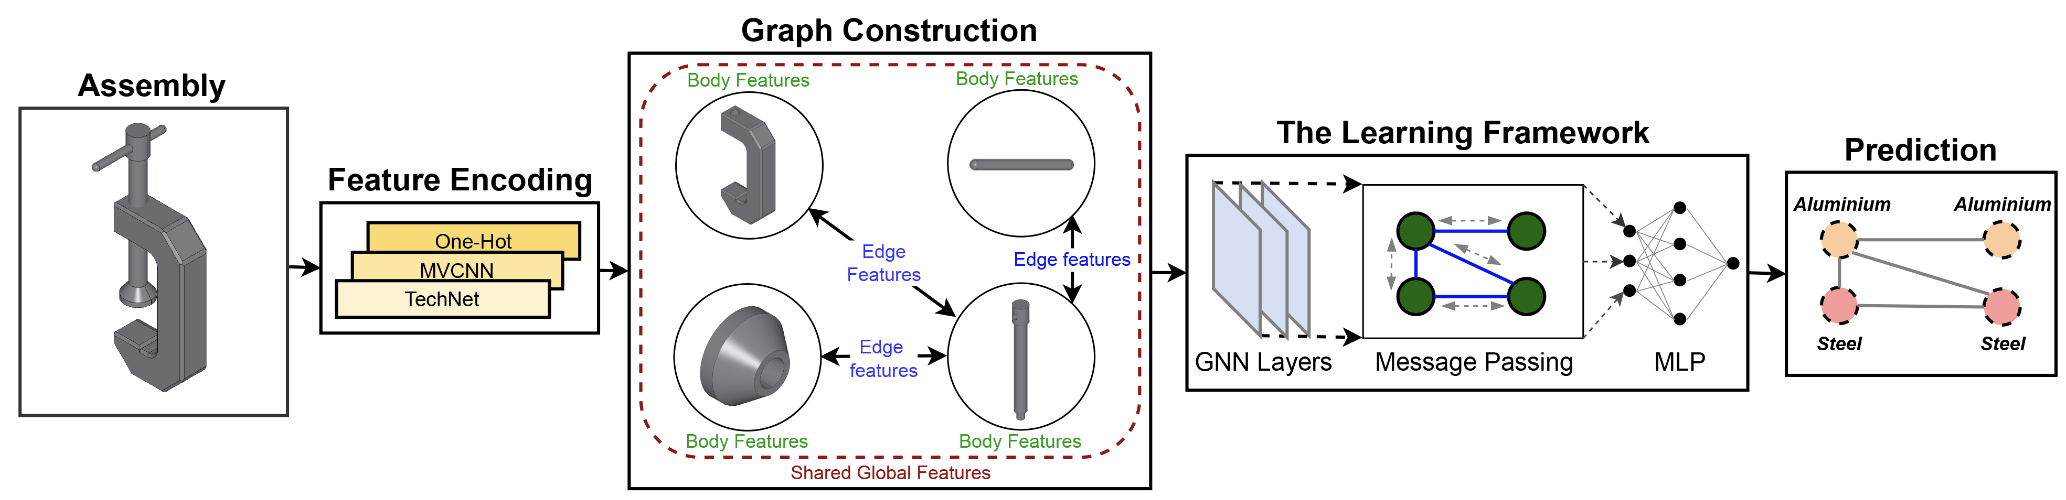 Assembly
Feature Encoding
One-Hot
MVCNN
TechNet
Graph Construction
Body Features
Body Features
Edge
Features
Edge features
Edge
features
Body Features
Body Features
Shared Global Features
The Learning Framework
GNN Layers
Message Passing
MLP
Prediction
Aluminium
Aluminium
Steel
Steel